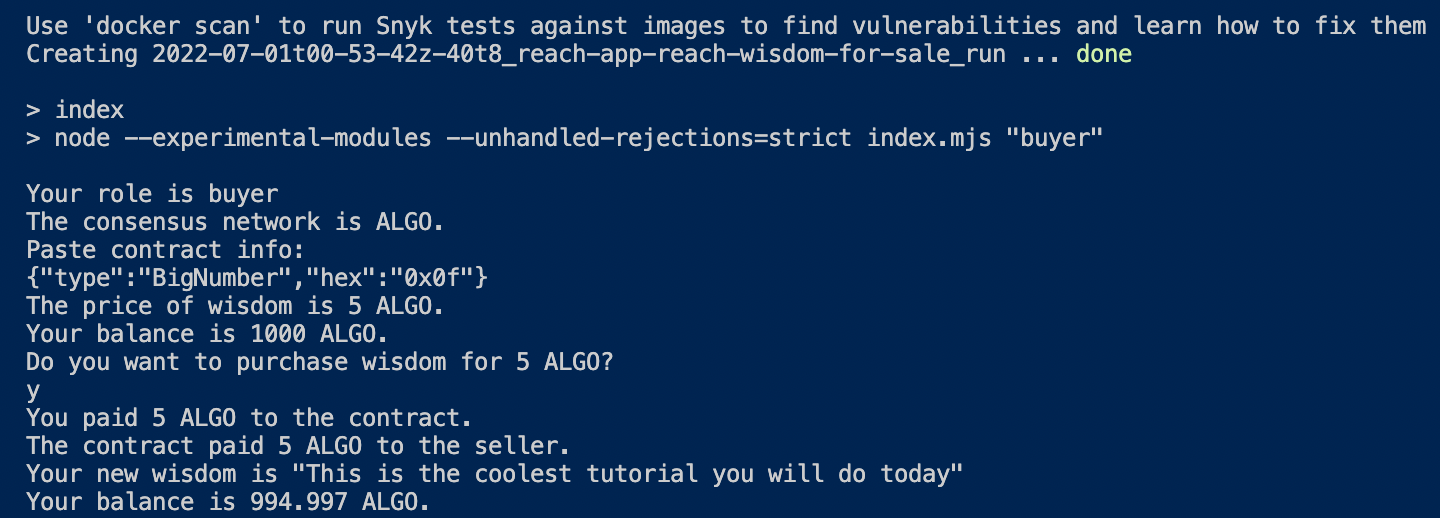 Use 'docker scan' to run Snyk tests against images to find vulnerabilities and learn how to fix them
Creating 2022-07-01t00-53-42z-40t8_reach-app-reach-wisdom-for-sale_run ... done
> index
> node --experimental-modules --unhandled-rejections=strict index.mjs "buyer"
Your role is buyer
The consensus network is ALGO.
Paste contract info:
{"type":"BigNumber","hex":"0x0f"}
The price of wisdom is 5 ALGO.
Your balance is 1000 ALGO.
Do you want to purchase wisdom for 5 ALGO?
y
You paid 5 ALGO to the contract.
The contract paid 5 ALGO to the seller.
Your new wisdom is "This is the coolest tutorial you will do today"
Your balance is 994.997 ALGO.